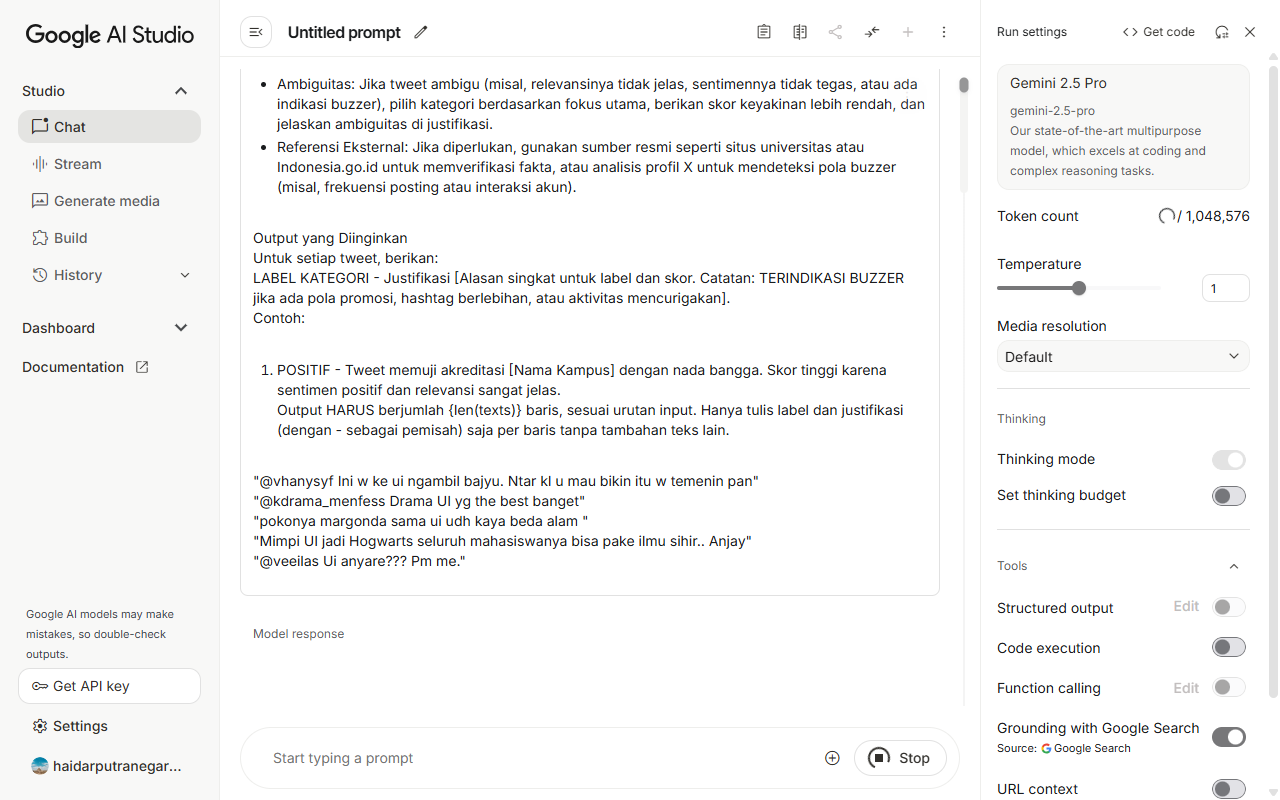 Google AI Studio
Studio
Chat
Stream
Generate media
Build
History
Dashboard
Documentation
Google AI models may make
mistakes, so double-check
outputs.
Get API key
Settings
haidarputranegar...
Untitled prompt
Ambiguitas: Jika tweet ambigu (misal, relevansinya tidak jelas, sentimennya tidak tegas, atau ada
indikasi buzzer), pilih kategori berdasarkan fokus utama, berikan skor keyakinan lebih rendah, dan
jelaskan ambiguitas di justifikasi.
Referensi Eksternal: Jika diperlukan, gunakan sumber resmi seperti situs universitas atau
Indonesia.go.id untuk memverifikasi fakta, atau analisis profil X untuk mendeteksi pola buzzer
(misal, frekuensi posting atau interaksi akun).
Output yang Diinginkan
Untuk setiap tweet, berikan:
LABEL KATEGORI - Justifikasi [Alasan singkat untuk label dan skor. Catatan: TERINDIKASI BUZZER
jika ada pola promosi, hashtag berlebihan, atau aktivitas mencurigakan].
Contoh:
1. POSITIF - Tweet memuji akreditasi [Nama Kampus] dengan nada bangga. Skor tinggi karena
sentimen positif dan relevansi sangat jelas.
Output HARUS berjumlah {len(texts)} baris, sesuai urutan input. Hanya tulis label dan justifikasi
(dengan - sebagai pemisah) saja per baris tanpa tambahan teks lain.
"@vhanysyf Ini w ke ui ngambil bajyu. Ntar kl u mau bikin itu w temenin pan"
"@kdrama_menfess Drama UI yg the best banget"
"pokonya margonda sama ui udh kaya beda alam "
"Mimpi UI jadi Hogwarts seluruh mahasiswanya bisa pake ilmu sihir.. Anjay"
"@veeilas Ui anyare??? Pm me."
Model response
Start typing a prompt
Stop
Run settings
Get code
Gemini 2.5 Pro
gemini-2.5-pro
Our state-of-the-art multipurpose
model, which excels at coding and
complex reasoning tasks.
Token count
/ 1,048,576
Temperature
1
Media resolution
Default
Thinking
Thinking mode
Set thinking budget
Tools
Structured output
Edit
Code execution
Function calling
Edit
Grounding with Google Search
Source: Google Search
URL context